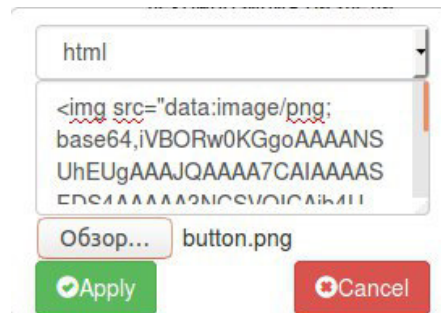 html
<img src="data:image/png;
base64,iVBORw0KGgoAAAANS
UhEUgAAAJQAAAA7CAIAAAAS
Обзор... button.png
Apply Cancel